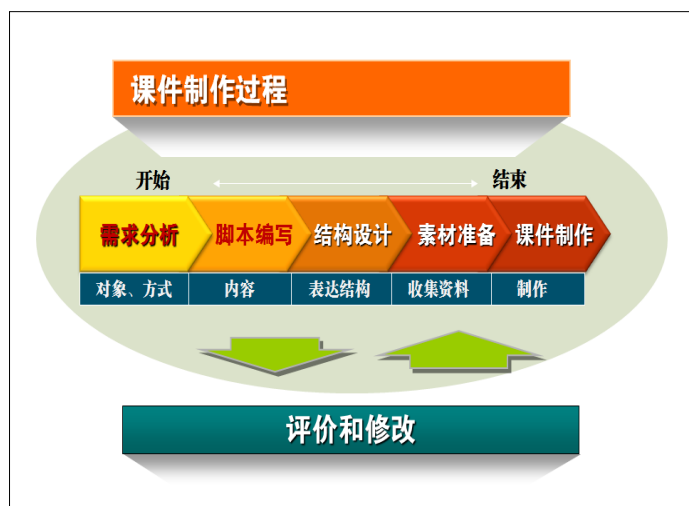 课件制作过程
开始 结束
需求分析 脚本编写 结构设计 素材准备 课件制作
对象、方式 内容 表达结构 收集资料 制作
评价和修改